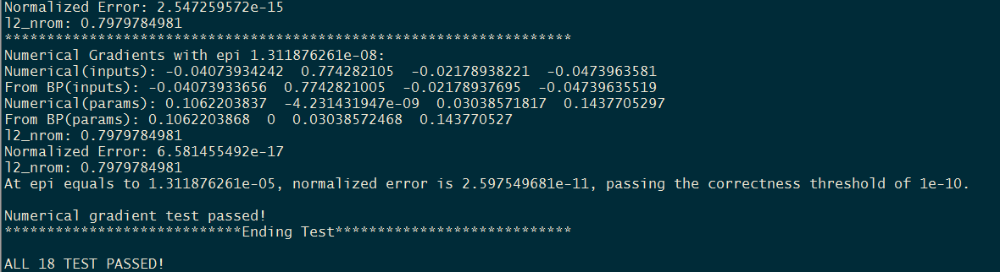 Normalized Error: 2.547259572e-15
l2_nrom: 0.7979784981
*******************************************************************
Numerical Gradients with epi 1.311876261e-08:
Numerical(inputs): -0.04073934242  0.774282105  -0.02178938221  -0.0473963581
From BP(inputs): -0.04073933656  0.7742821005  -0.02178937695  -0.04739635519
Numerical(params): 0.1062203837  -4.231431947e-09  0.03038571817  0.1437705297
From BP(params): 0.1062203868  0  0.03038572468  0.143770527
l2_nrom: 0.7979784981
Normalized Error: 6.581455492e-17
l2_nrom: 0.7979784981
At epi equals to 1.311876261e-05, normalized error is 2.597549681e-11, passing the correctness threshold of 1e-10.
Numerical gradient test passed!
****************************Ending Test****************************
ALL 18 TEST PASSED!